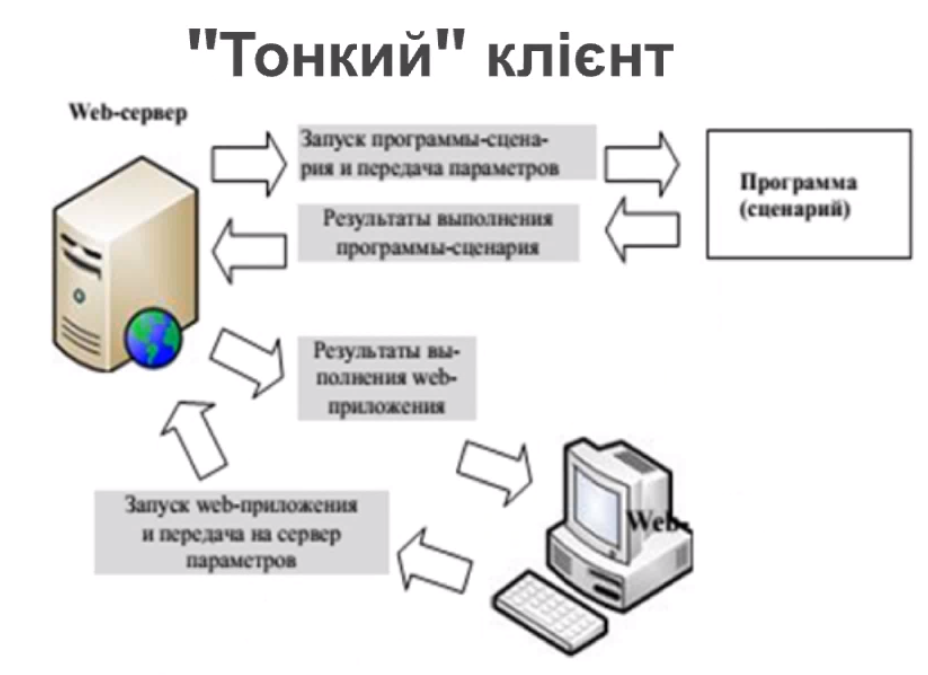 "Тонкий" клієнт
Web-сервер
Запуск программы-сцена-
рия и передача параметров
Программа
(сценарий)
Результаты выполнения
программы-сценария
Результаты вы-
полнения web-
приложения
Запуск web-приложения
и передача на сервер
параметров
Web-